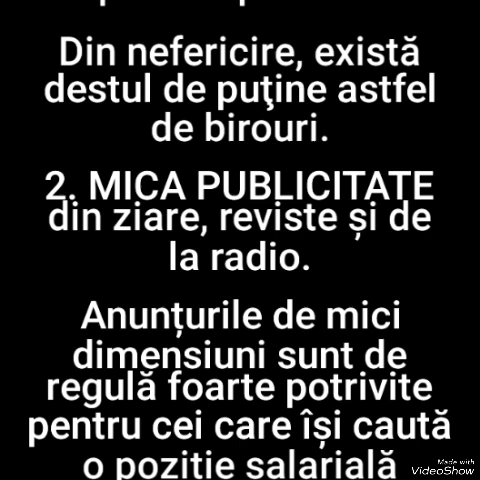 Din nefericire, există
destul de puţine astfel
de birouri.
2. MICA PUBLICITATE
din ziare, reviste și de
la radio.
Anunțurile de mici
dimensiuni sunt de
regulă foarte potrivite
pentru cei care își caută
o poziție salarială
Made with
VideoShow